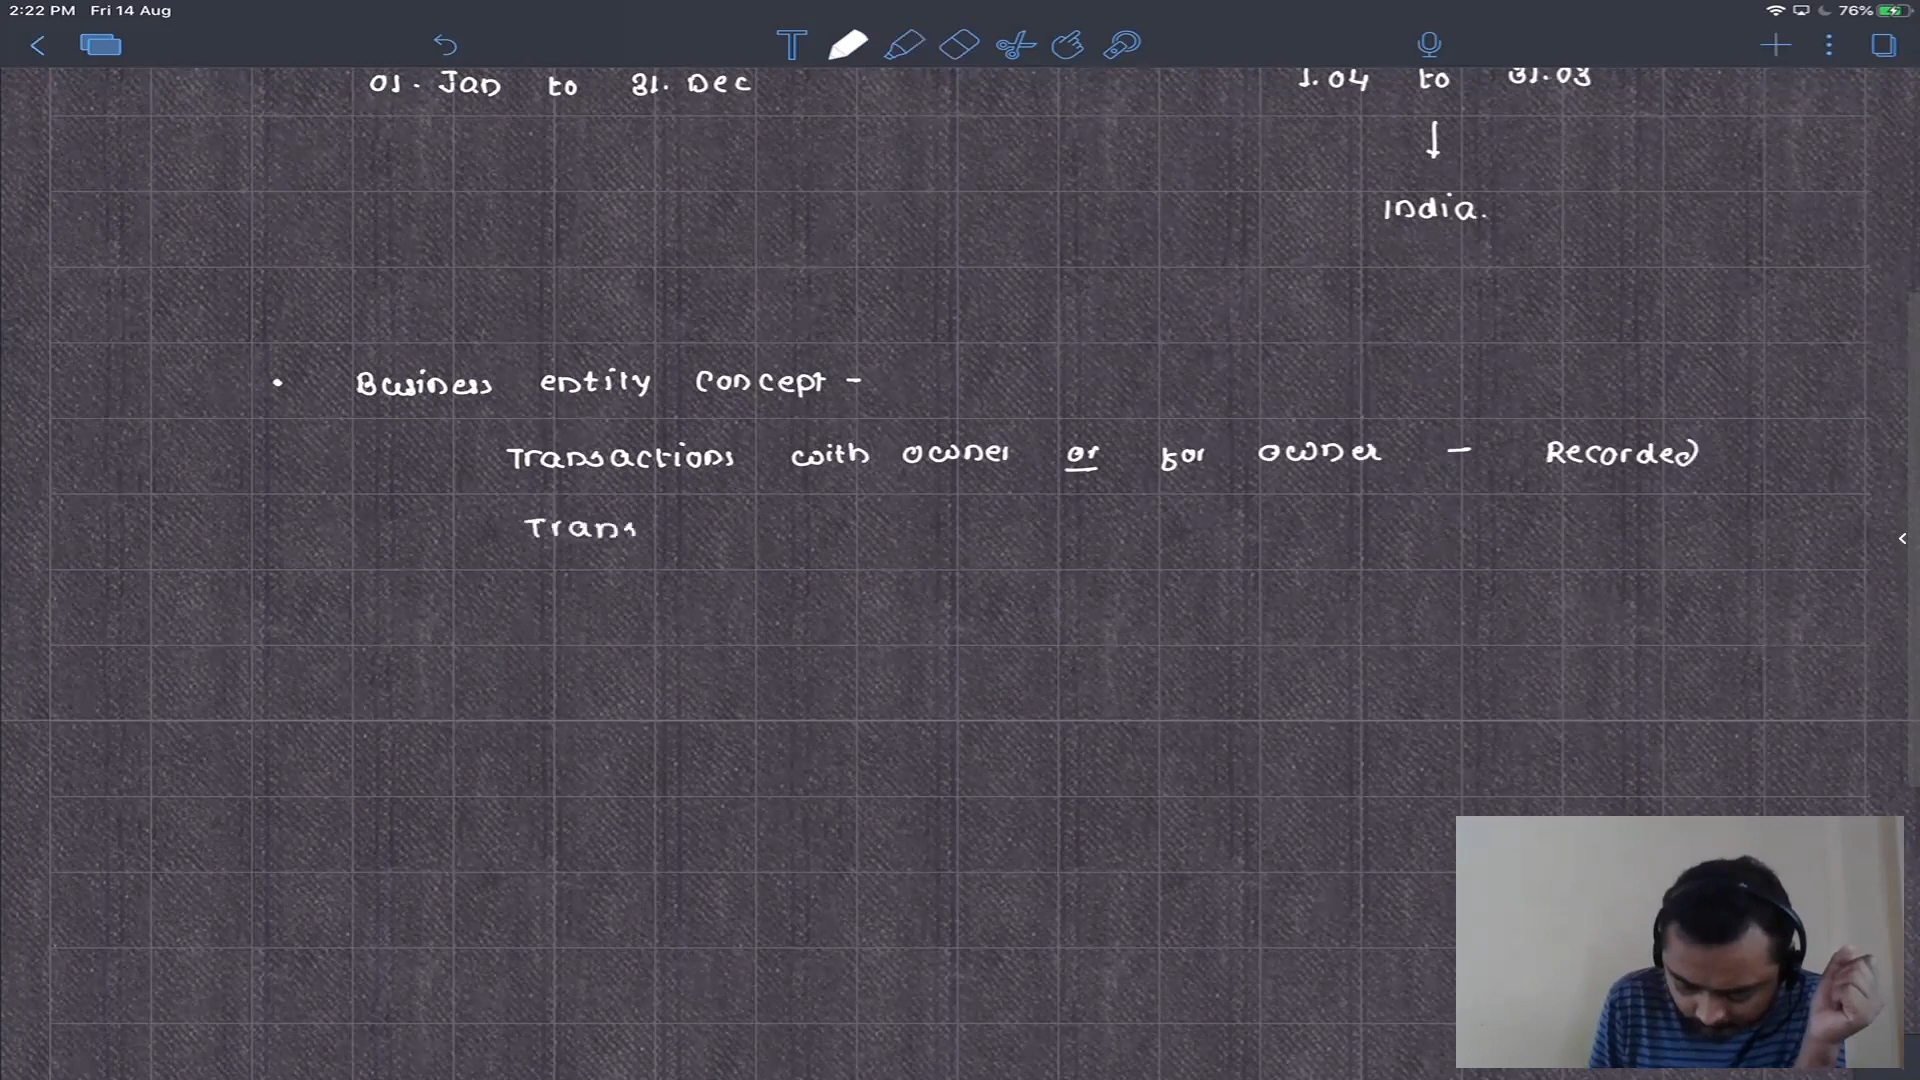 2:22 PM Fri 14 Aug
76%
01. Jan to 31. Dec
1.04 to 31.03
India.
• Business entity concept -
Transactions with owner or for owner - Recorded
Trans